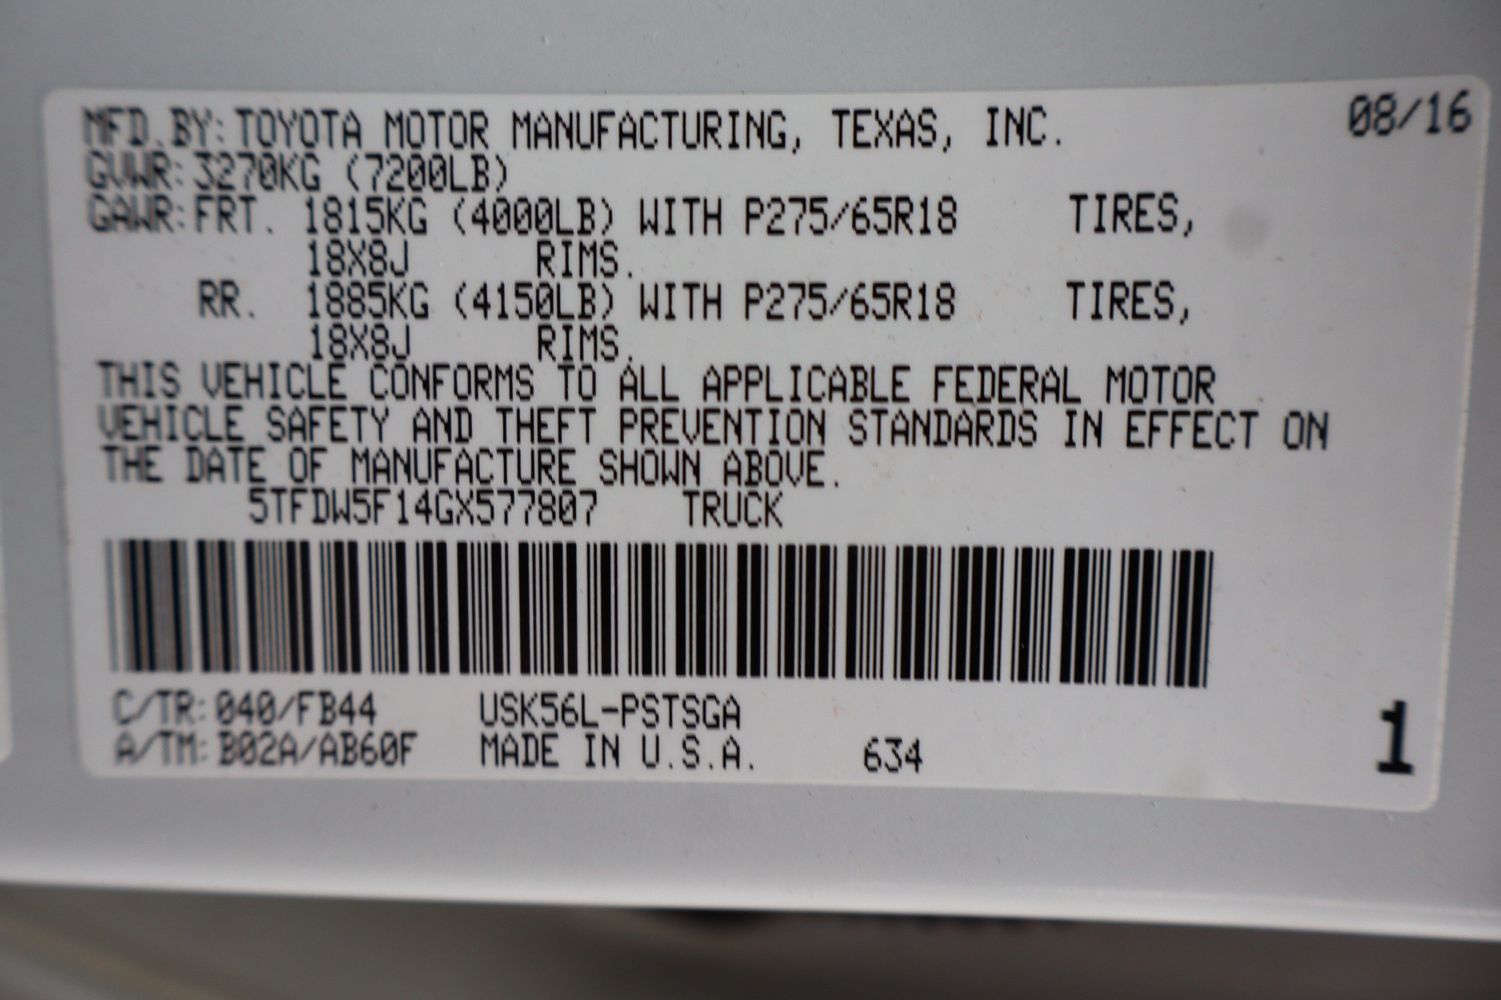 08/16
MFD. BY: TOYOTA MOTOR MANUFACTURING, TEXAS, INC.
GVWR: 3270KG (7200LB)
GAWR: FRT. 1815KG (4000LB) WITH P275/65R18 TIRES,
18X8J RIMS.
RR. 1885KG (4150LB) WITH P275/65R18 TIRES,
18X8J RIMS.
THIS VEHICLE CONFORMS TO ALL APPLICABLE FEDERAL MOTOR
VEHICLE SAFETY AND THEFT PREVENTION STANDARDS IN EFFECT ON
THE DATE OF MANUFACTURE SHOWN ABOVE.
5TFDW5F14GX577807 TRUCK
C/TR: 040/FB44 USK56L-PSTSGA
A/TM: B02A/AB60F MADE IN U.S.A. 634
1